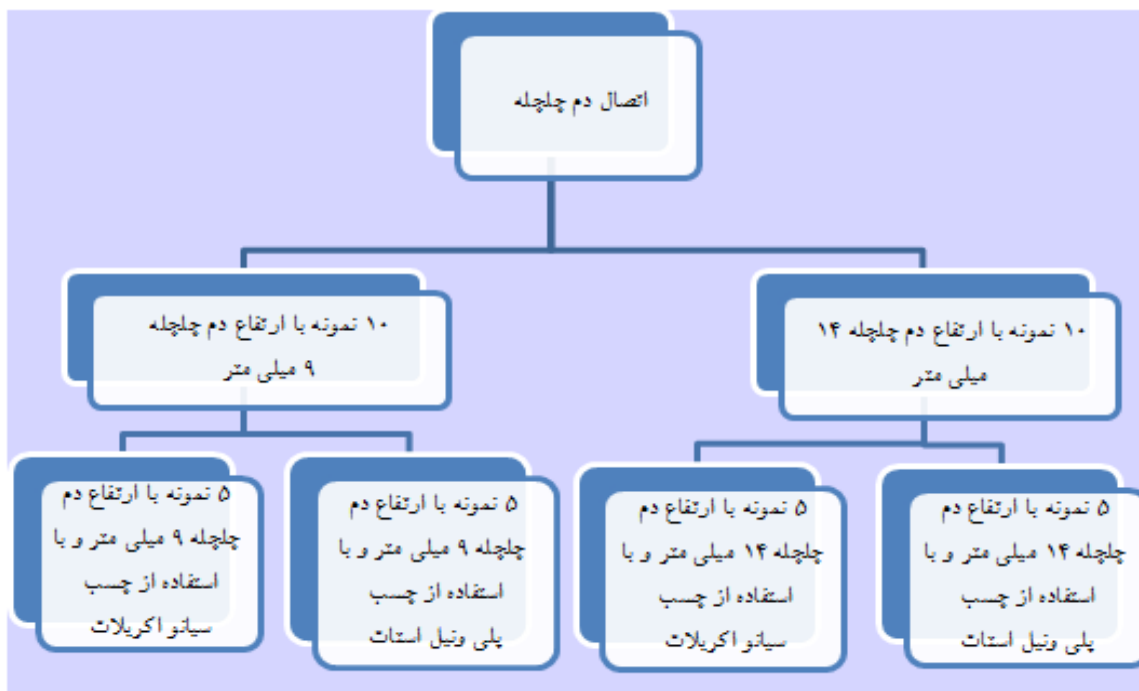 اتصال دم چلچله
۱۰ نمونه با ارتفاع دم چلچله ۱۴
میلی متر
۱۰ نمونه با ارتفاع دم چلچله
۹ میلی متر
۵ نمونه با ارتفاع دم
چلچله ۱۴ میلی متر و با
استفاده از چسب
پلی ونیل استات
۵ نمونه با ارتفاع دم
چلچله ۱۴ میلی متر و با
استفاده از چسب
سیانو اکریلات
۵ نمونه با ارتفاع دم
چلچله ۹ میلی متر و با
استفاده از چسب
پلی ونیل استات
۵ نمونه با ارتفاع دم
چلچله ۹ میلی متر و با
استفاده از چسب
سیانو اکریلات